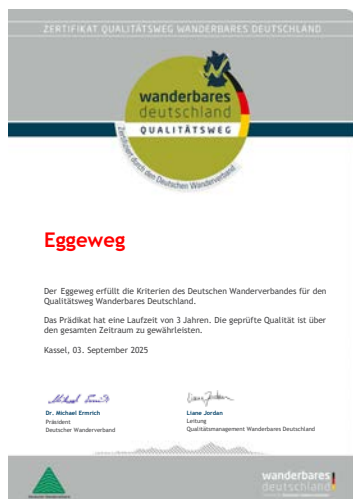 ZERTIFIKAT QUALITÄTSWEG WANDERBARES DEUTSCHLAND
wanderbares
deutschland
QUALITÄTSWEG
Zertifiziert durch den Deutschen Wanderverband
Eggeweg
Der Eggeweg erfüllt die Kriterien des Deutschen Wanderverbandes für den
Qualitätsweg Wanderbares Deutschland.
Das Prädikat hat eine Laufzeit von 3 Jahren. Die geprüfte Qualität ist über
den gesamten Zeitraum zu gewährleisten.
Kassel, 03. September 2025
Dr. Michael Ermrich
Präsident
Deutscher Wanderverband
Liane Jordan
Leitung
Qualitätsmanagement Wanderbares Deutschland
wanderbares
deutschland